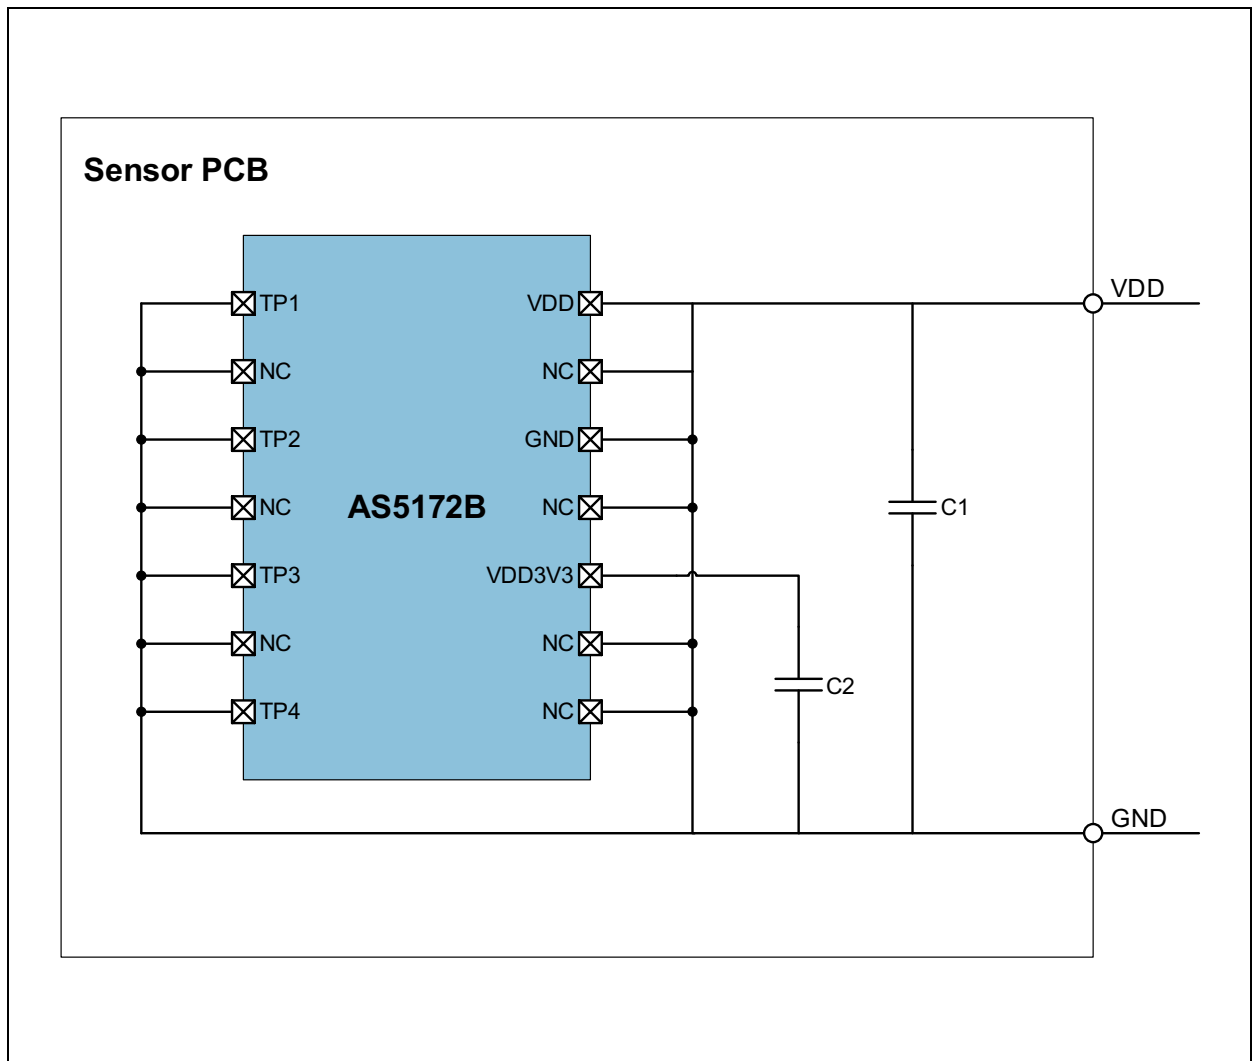 Sensor PCB
TP1
VDD
VDD
NC
NC
TP2
GND
NC
AS5172B
NC
C1
TP3
VDD3V3
NC
NC
C2
TP4
NC
GND